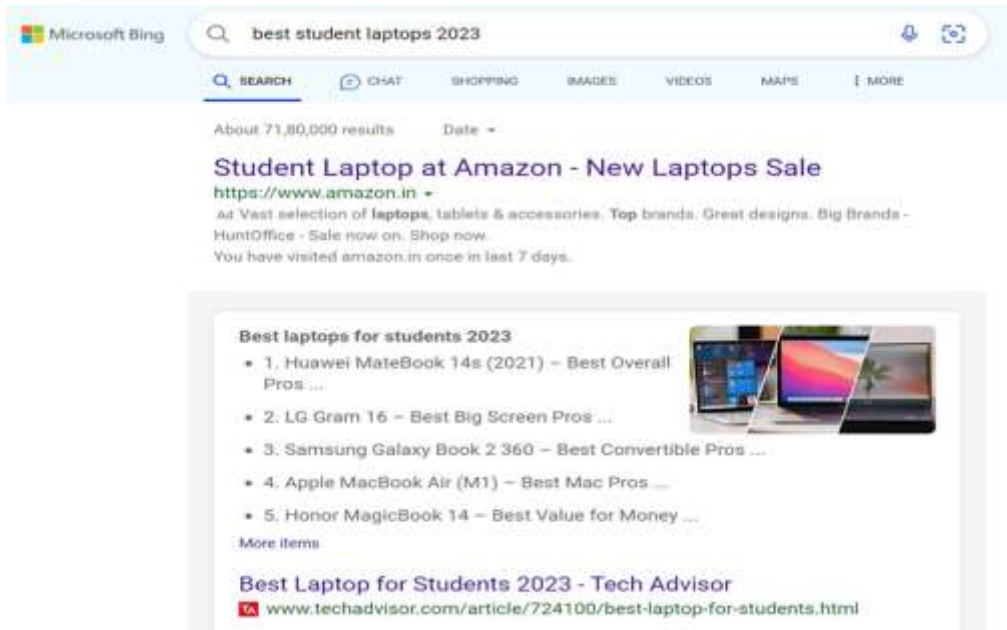 Microsoft Bing
best student laptops 2023
SEARCH CHAT SHOPPING IMAGES VIDEOS MAPS MORE
About 71,80,000 results Date
Student Laptop at Amazon - New Laptops Sale
https://www.amazon.in
Ad Vast selection of laptops, tablets & accessories. Top brands. Great designs. Big Brands -
HuntOffice - Sale now on. Shop now.
You have visited amazon.in once in last 7 days.
Best laptops for students 2023
• 1. Huawei MateBook 14s (2021) – Best Overall
Pros ...
• 2. LG Gram 16 – Best Big Screen Pros ...
• 3. Samsung Galaxy Book 2 360 – Best Convertible Pros ...
• 4. Apple MacBook Air (M1) – Best Mac Pros ...
• 5. Honor MagicBook 14 – Best Value for Money ...
More items
Best Laptop for Students 2023 - Tech Advisor
TA www.techadvisor.com/article/724100/best-laptop-for-students.html